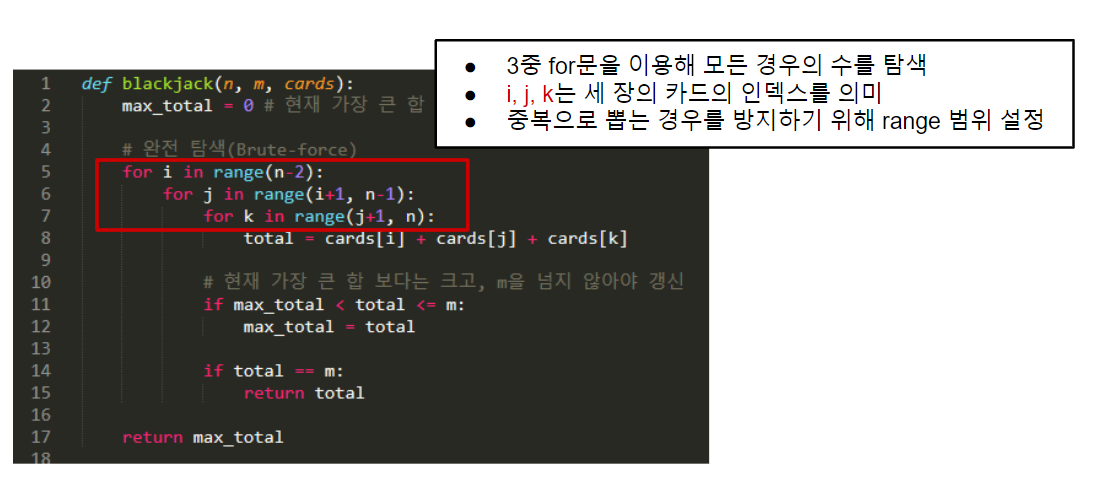 ● 3중 for문을 이용해 모든 경우의 수를 탐색
● i, j, k는 세 장의 카드의 인덱스를 의미
● 중복으로 뽑는 경우를 방지하기 위해 range 범위 설정
1 def blackjack(n, m, cards):
2     max_total = 0 # 현재 가장 큰 합
3
4     # 완전 탐색(Brute-force)
5     for i in range(n-2):
6         for j in range(i+1, n-1):
7             for k in range(j+1, n):
8                 total = cards[i] + cards[j] + cards[k]
9
10             # 현재 가장 큰 합 보다는 크고, m을 넘지 않아야 갱신
11             if max_total < total <= m:
12                 max_total = total
13
14             if total == m:
15                 return total
16
17     return max_total
18